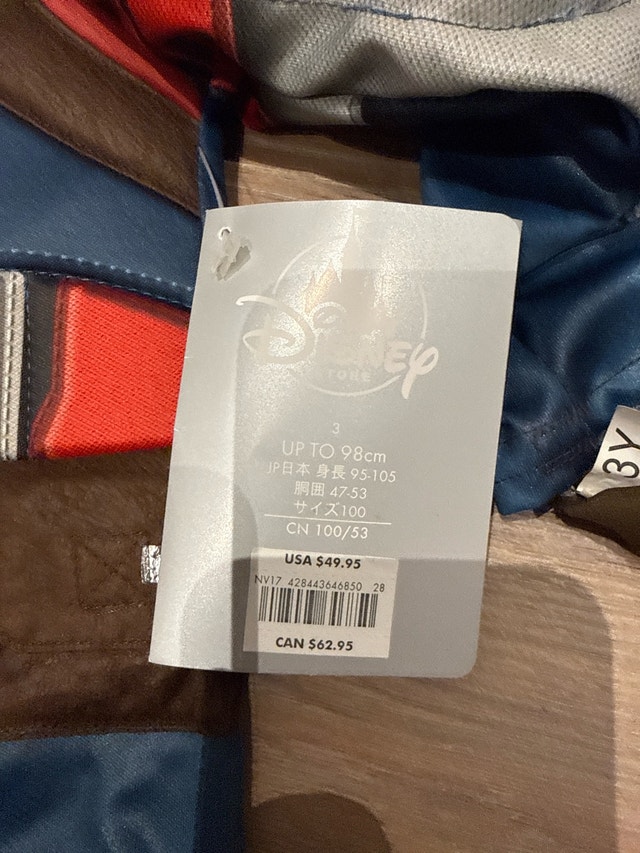 Disney
STORE
3
UP TO 98cm
JP日本 身長 95-105
胴囲 47-53
サイズ100
CN 100/53
USA $49.95
NV17 428443646850 28
CAN $62.95
3Y